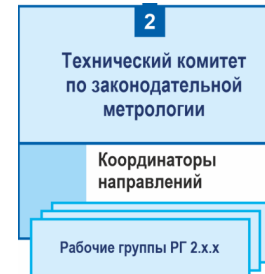 2
Технический комитет
по законодательной
метрологии
Координаторы
направлений
Рабочие группы РГ 2.x.x